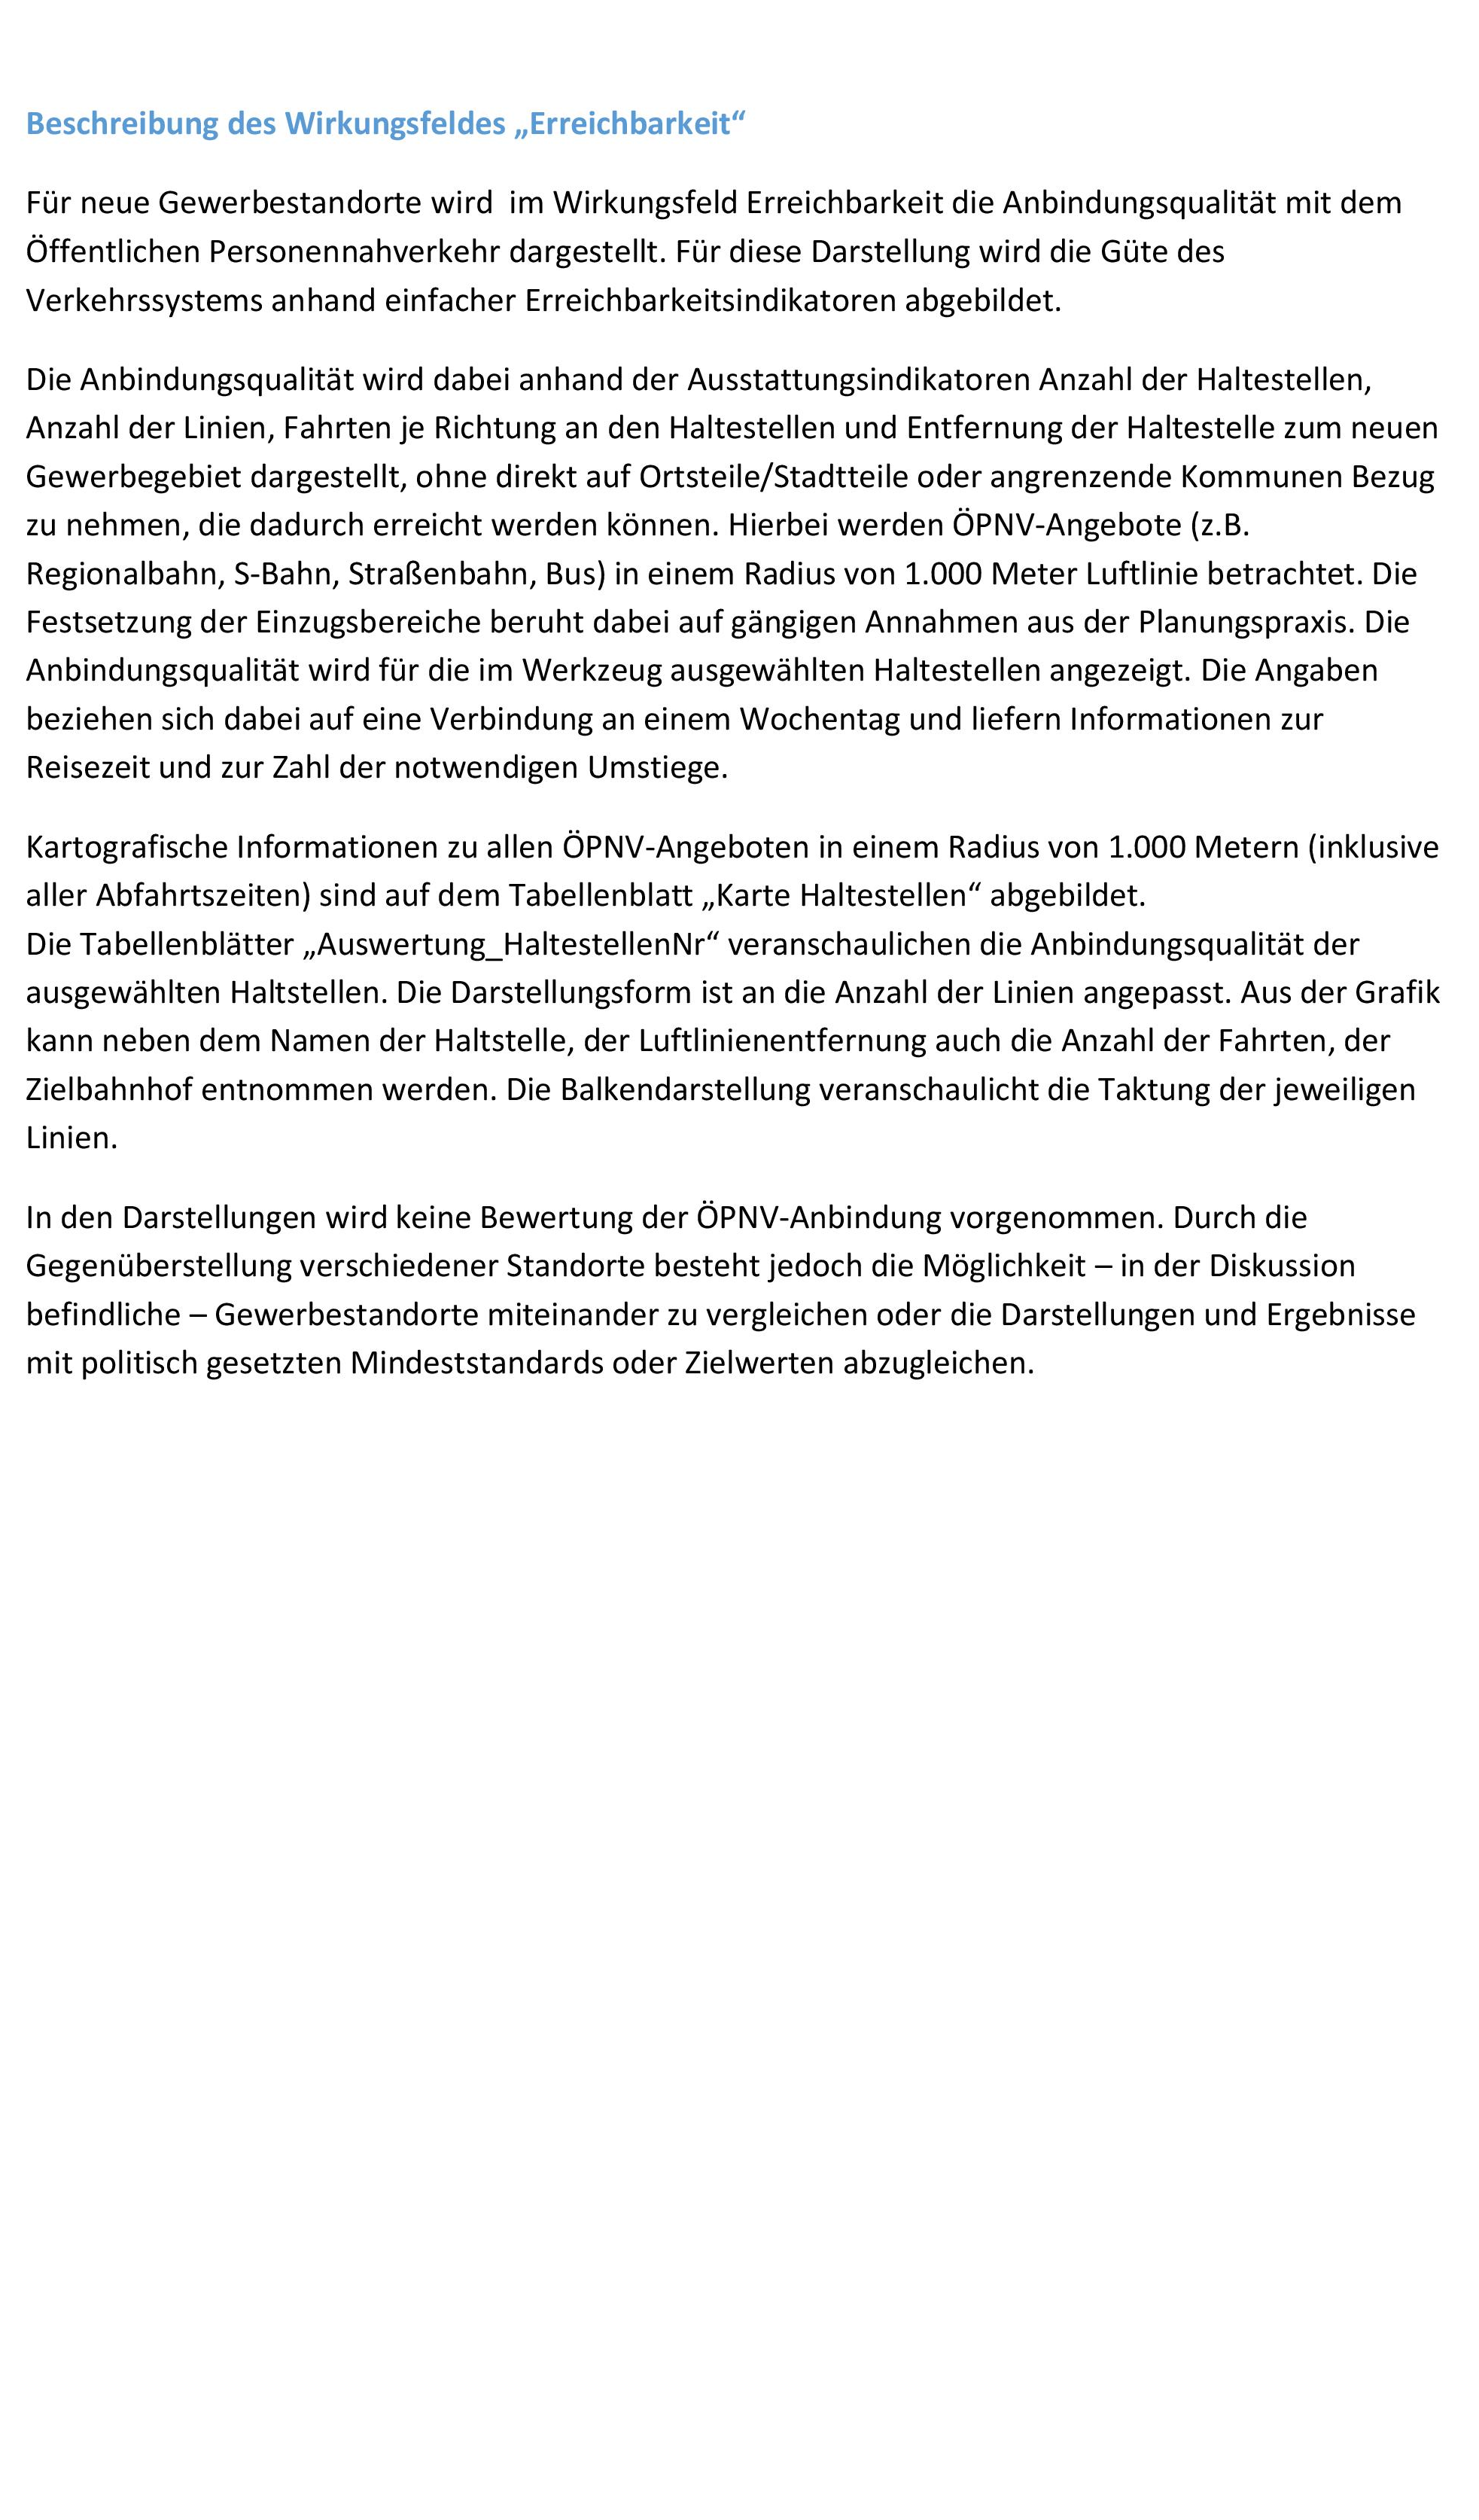 Beschreibung des Wirkungsfeldes „Erreichbarkeit“
Für neue Gewerbestandorte wird  im Wirkungsfeld Erreichbarkeit die Anbindungsqualität mit dem
Öffentlichen Personennahverkehr dargestellt. Für diese Darstellung wird die Güte des
Verkehrssystems anhand einfacher Erreichbarkeitsindikatoren abgebildet.
Die Anbindungsqualität wird dabei anhand der Ausstattungsindikatoren Anzahl der Haltestellen,
Anzahl der Linien, Fahrten je Richtung an den Haltestellen und Entfernung der Haltestelle zum neuen
Gewerbegebiet dargestellt, ohne direkt auf Ortsteile/Stadtteile oder angrenzende Kommunen Bezug
zu nehmen, die dadurch erreicht werden können. Hierbei werden ÖPNV-Angebote (z.B.
Regionalbahn, S-Bahn, Straßenbahn, Bus) in einem Radius von 1.000 Meter Luftlinie betrachtet. Die
Festsetzung der Einzugsbereiche beruht dabei auf gängigen Annahmen aus der Planungspraxis. Die
Anbindungsqualität wird für die im Werkzeug ausgewählten Haltestellen angezeigt. Die Angaben
beziehen sich dabei auf eine Verbindung an einem Wochentag und liefern Informationen zur
Reisezeit und zur Zahl der notwendigen Umstiege.
Kartografische Informationen zu allen ÖPNV-Angeboten in einem Radius von 1.000 Metern (inklusive
aller Abfahrtszeiten) sind auf dem Tabellenblatt „Karte Haltestellen“ abgebildet.
Die Tabellenblätter „Auswertung_HaltestellenNr“ veranschaulichen die Anbindungsqualität der
ausgewählten Haltstellen. Die Darstellungsform ist an die Anzahl der Linien angepasst. Aus der Grafik
kann neben dem Namen der Haltstelle, der Luftlinienentfernung auch die Anzahl der Fahrten, der
Zielbahnhof entnommen werden. Die Balkendarstellung veranschaulicht die Taktung der jeweiligen
Linien.
In den Darstellungen wird keine Bewertung der ÖPNV-Anbindung vorgenommen. Durch die
Gegenüberstellung verschiedener Standorte besteht jedoch die Möglichkeit – in der Diskussion
befindliche – Gewerbestandorte miteinander zu vergleichen oder die Darstellungen und Ergebnisse
mit politisch gesetzten Mindeststandards oder Zielwerten abzugleichen.